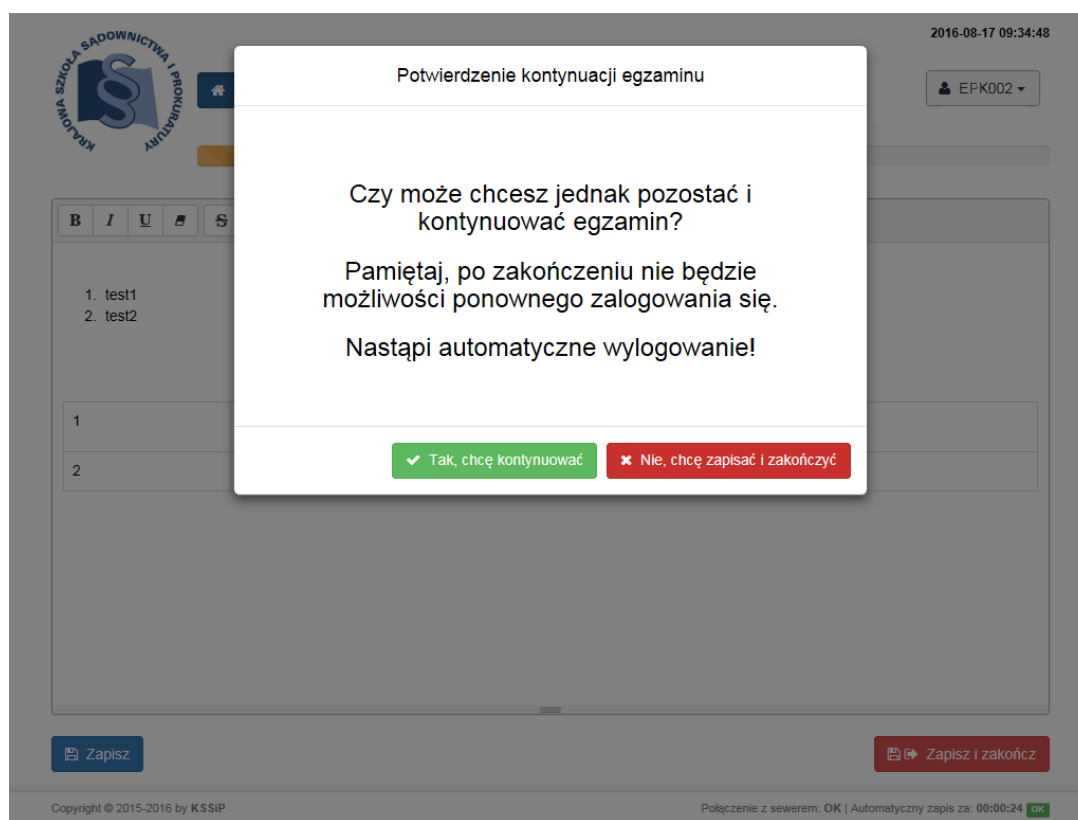 2016-08-17 09:34:48
KRAJOWA SZKOŁA SĄDOWNICTWA I PROKURATURY
EPK002
Potwierdzenie kontynuacji egzaminu
Czy może chcesz jednak pozostać i
kontynuować egzamin?
Pamiętaj, po zakończeniu nie będzie
możliwości ponownego zalogowania się.
Nastąpi automatyczne wylogowanie!
Tak, chcę kontynuować
Nie, chcę zapisać i zakończyć
B I U S
1. test1
2. test2
1
2
Zapisz
Zapisz i zakończ
Copyright © 2015-2016 by KSSiP
Połączenie z sewerem: OK | Automatyczny zapis za: 00:00:24 OK